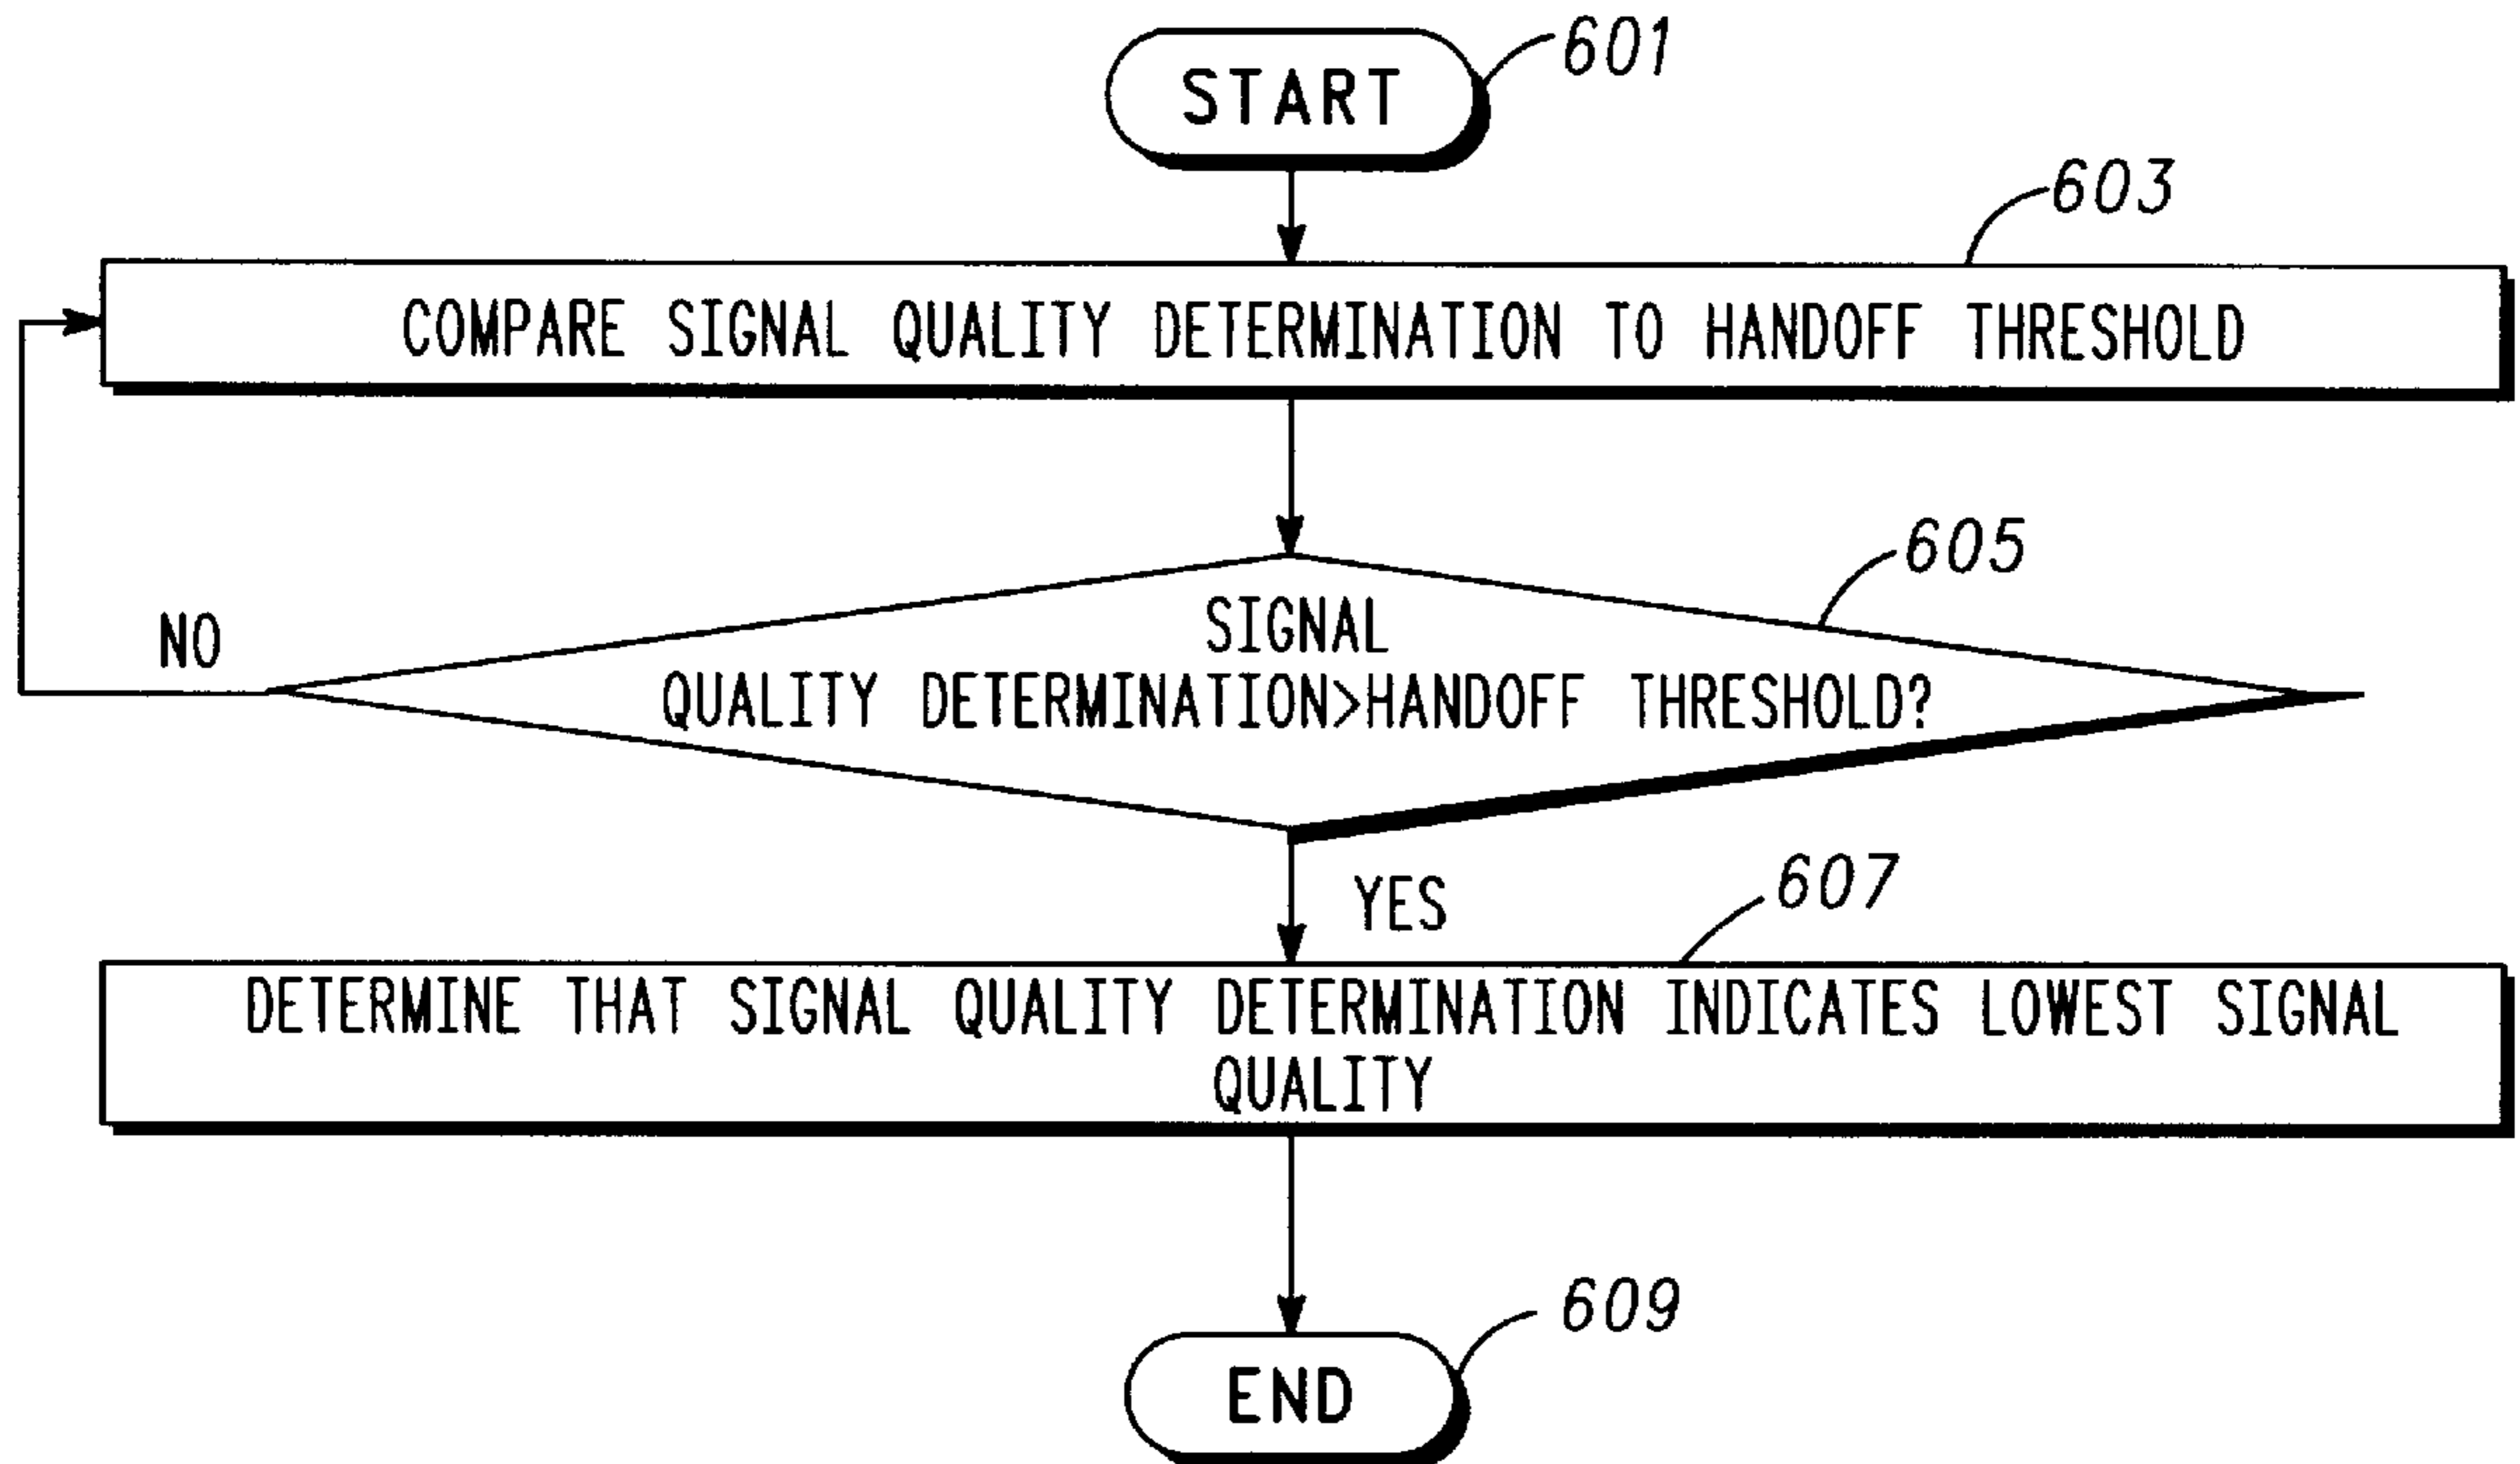 START
601
603
COMPARE SIGNAL QUALITY DETERMINATION TO HANDOFF THRESHOLD
605
NO
SIGNAL
QUALITY DETERMINATION>HANDOFF THRESHOLD?
YES
607
DETERMINE THAT SIGNAL QUALITY DETERMINATION INDICATES LOWEST SIGNAL
QUALITY
609
END